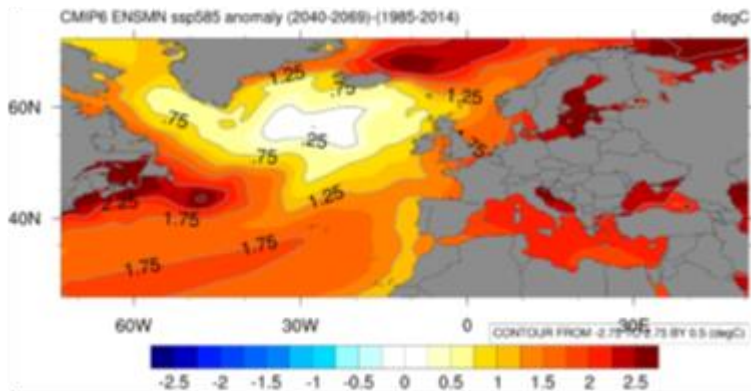 CMIP6 ENSMN ssp585 anomaly (2040-2069)-(1985-2014) degC
1.25
.75
1.25
60N
.75
.25
.75
.75
1.25
2.25
1.75
40N
1.75
1.75
60W 30W 0 30E
CONTOUR FROM -2.75 TO 2.75 BY 0.5 (degC)
-2.5 -2 -1.5 -1 -0.5 0 0.5 1 1.5 2 2.5